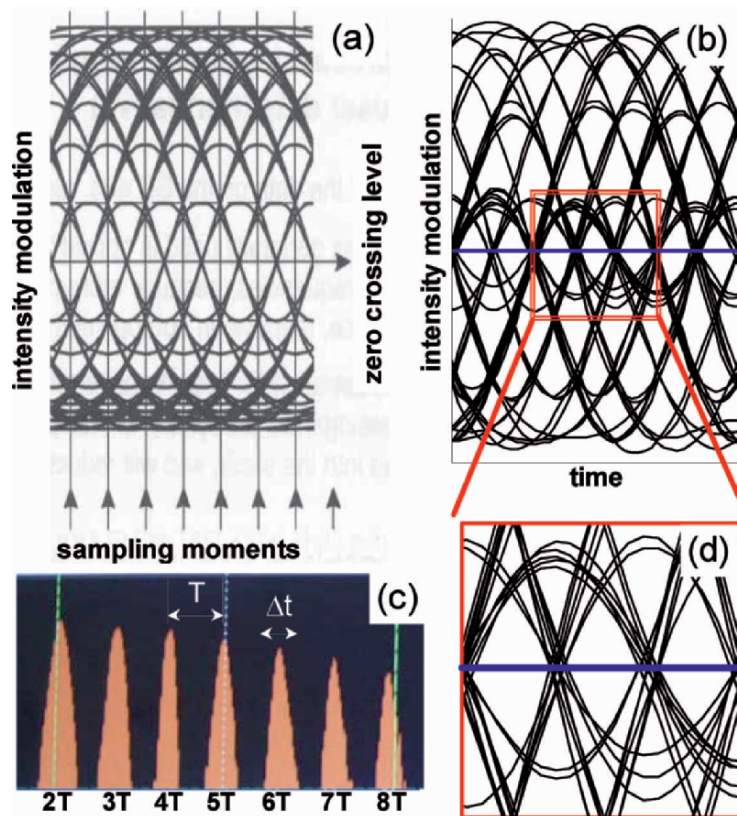 (a)
intensity modulation
zero crossing level
sampling moments
(b)
intensity modulation
time
(c)
T
Δt
2T 3T 4T 5T 6T 7T 8T
(d)